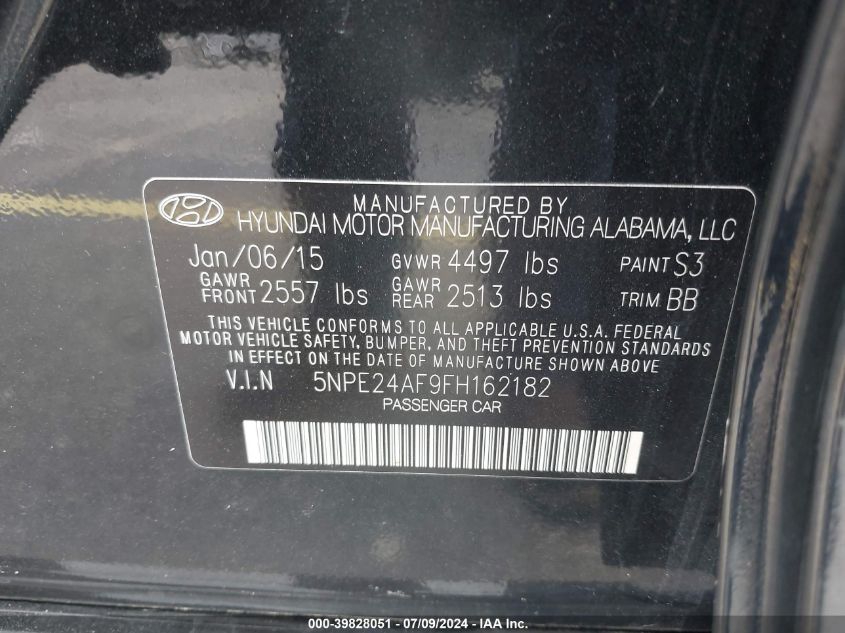 MANUFACTURED BY
HYUNDAI MOTOR MANUFACTURING ALABAMA, LLC
Jan/06/15 GVWR 4497 lbs PAINT S3
GAWR FRONT 2557 lbs GAWR REAR 2513 lbs TRIM BB
THIS VEHICLE CONFORMS TO ALL APPLICABLE U.S.A. FEDERAL
MOTOR VEHICLE SAFETY, BUMPER, AND THEFT PREVENTION STANDARDS
IN EFFECT ON THE DATE OF MANUFACTURE SHOWN ABOVE
V.I.N 5NPE24AF9FH162182
PASSENGER CAR
000-39828051 - 07/09/2024 - IAA Inc.